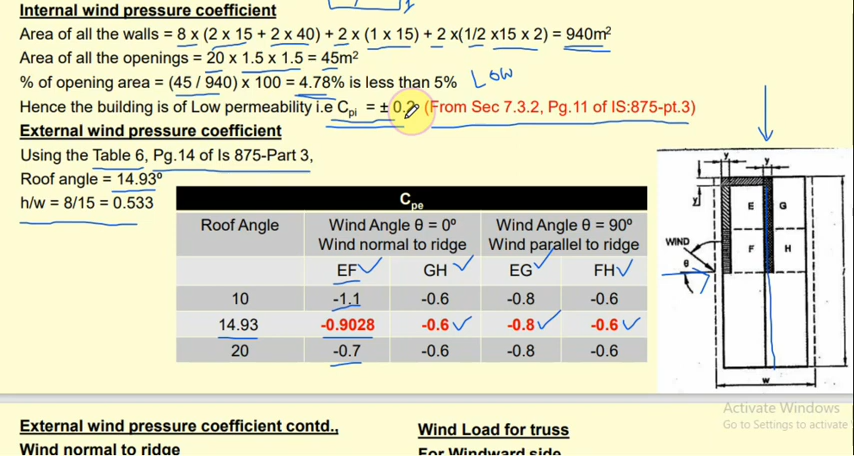 Internal wind pressure coefficient
Area of all the walls = 8 x (2 x 15 + 2 x 40) + 2 x (1 x 15) + 2 x(1/2 x15 x 2) = 940m²
Area of all the openings = 20 x 1.5 x 1.5 = 45m²
% of opening area = (45 / 940) x 100 = 4.78% is less than 5% Low
Hence the building is of Low permeability i.e Cpi = ± 0.2 (From Sec 7.3.2, Pg.11 of IS:875-pt.3)
External wind pressure coefficient
Using the Table 6, Pg.14 of Is 875-Part 3,
Roof angle = 14.93º
h/w = 8/15 = 0.533
Cpe
Roof Angle Wind Angle θ = 0º Wind Angle θ = 90º
Wind normal to ridge Wind parallel to ridge
EF GH EG FH
10 -1.1 -0.6 -0.8 -0.6
14.93 -0.9028 -0.6 -0.8 -0.6
20 -0.7 -0.6 -0.8 -0.6
y y
y
E G
WIND F H
θ
w
Activate Windows
Go to Settings to activate
External wind pressure coefficient contd.,
Wind normal to ridge
Wind Load for truss
For Windward side